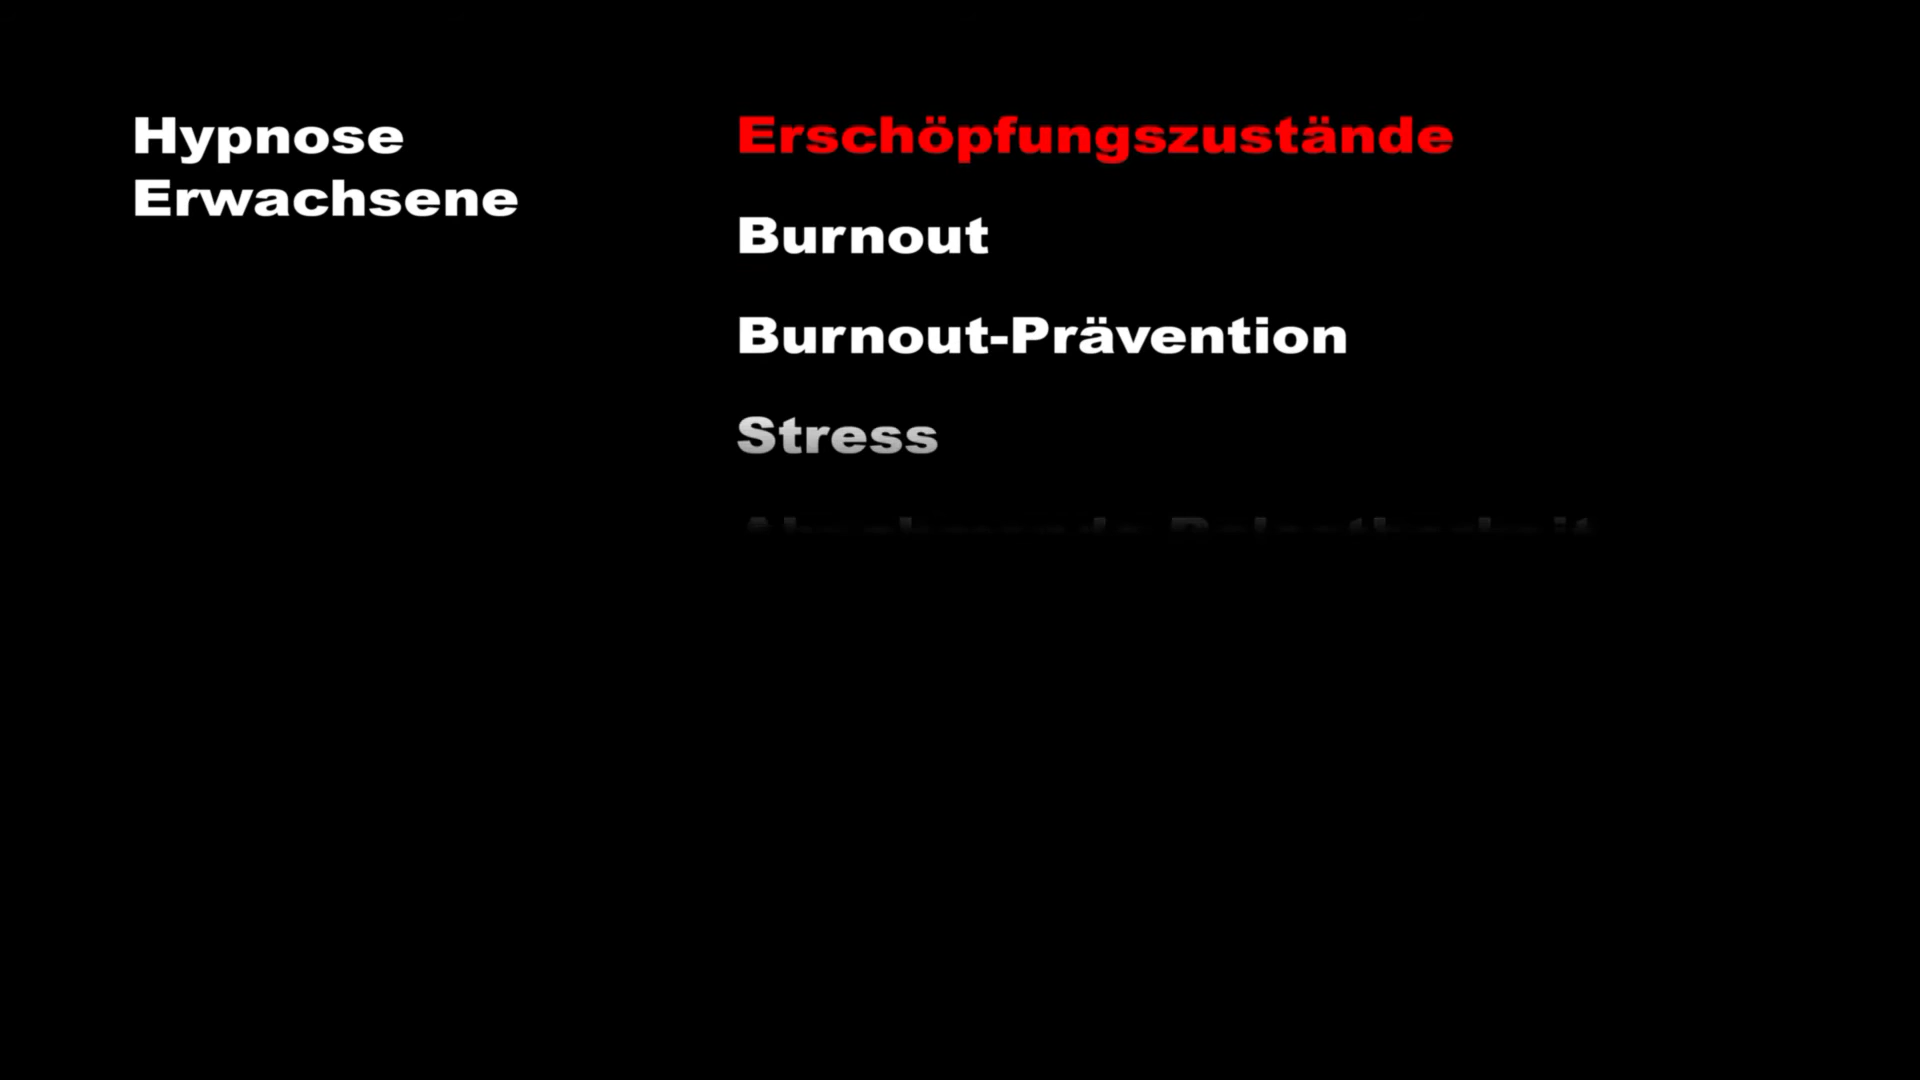 Hypnose
Erwachsene
Erschöpfungszustände
Burnout
Burnout-Prävention
Stress